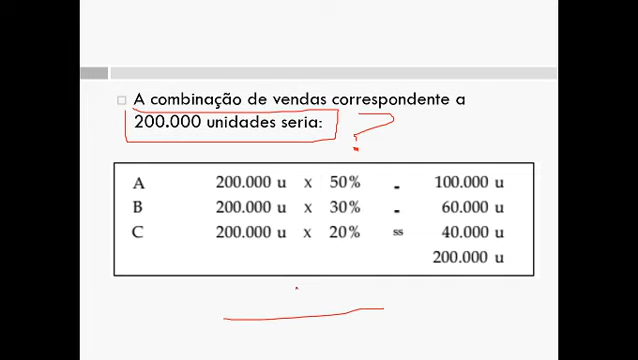 A combinação de vendas correspondente a
200.000 unidades seria:
?
A 200.000 u x 50% - 100.000 u
B 200.000 u x 30% - 60.000 u
C 200.000 u x 20% ss 40.000 u
200.000 u